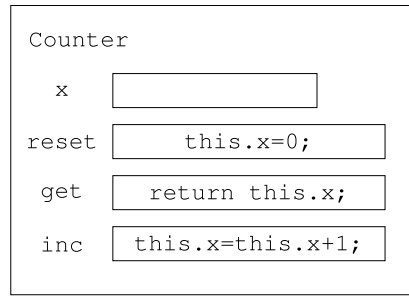 Counter
x
reset this.x=0;
get return this.x;
inc this.x=this.x+1;